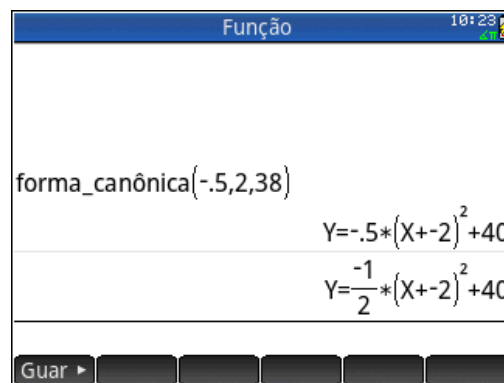 Função
10:23
forma_canônica(-.5,2,38)
Y=-.5*(X+-2)²+40
Y=-1/2*(X+-2)²+40
Guar ▸